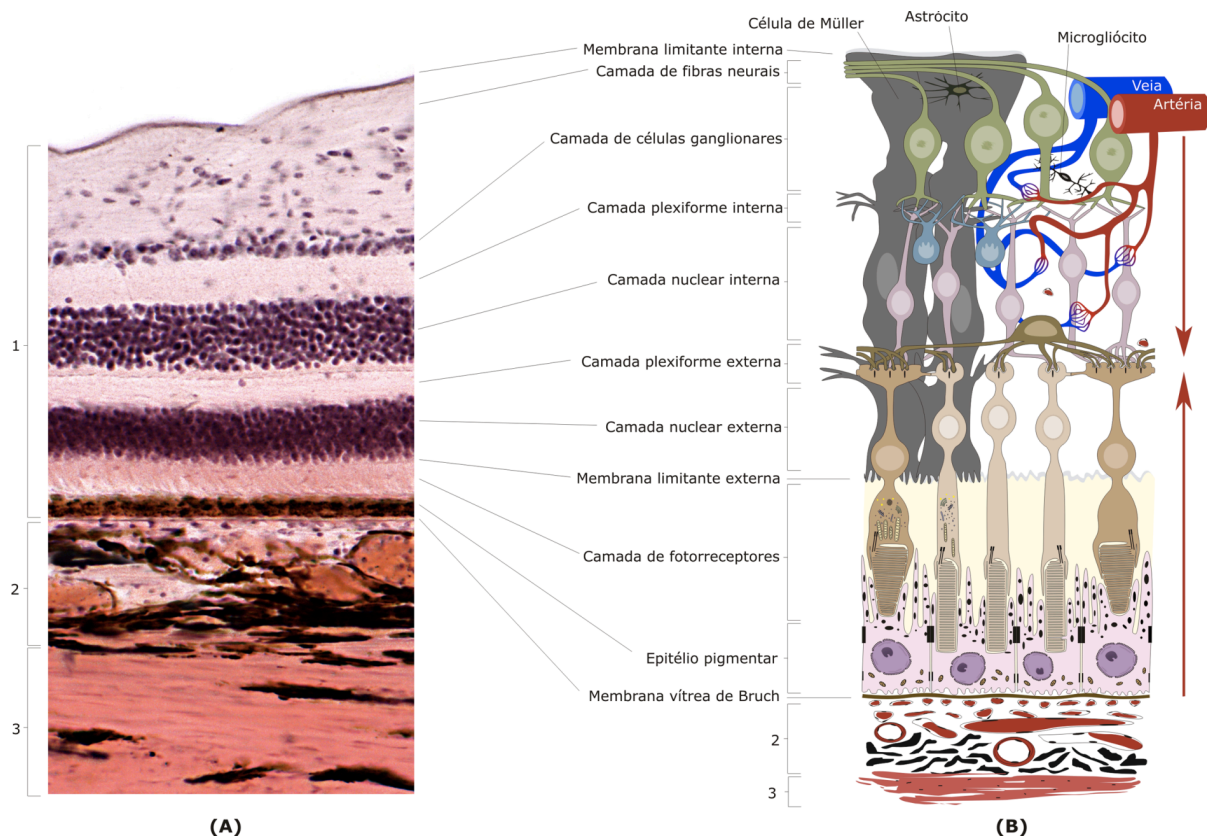 Célula de Müller
Astrócito
Microgliócito
Membrana limitante interna
Camada de fibras neurais
Veia
Artéria
Camada de células ganglionares
Camada plexiforme interna
Camada nuclear interna
Camada plexiforme externa
Camada nuclear externa
Membrana limitante externa
Camada de fotorreceptores
Epitélio pigmentar
Membrana vítrea de Bruch
1
2
3
2
3
(A)
(B)